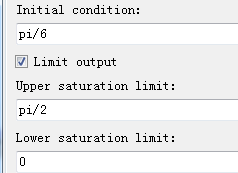 Initial condition:
pi/6
Limit output
Upper saturation limit:
pi/2
Lower saturation limit:
0